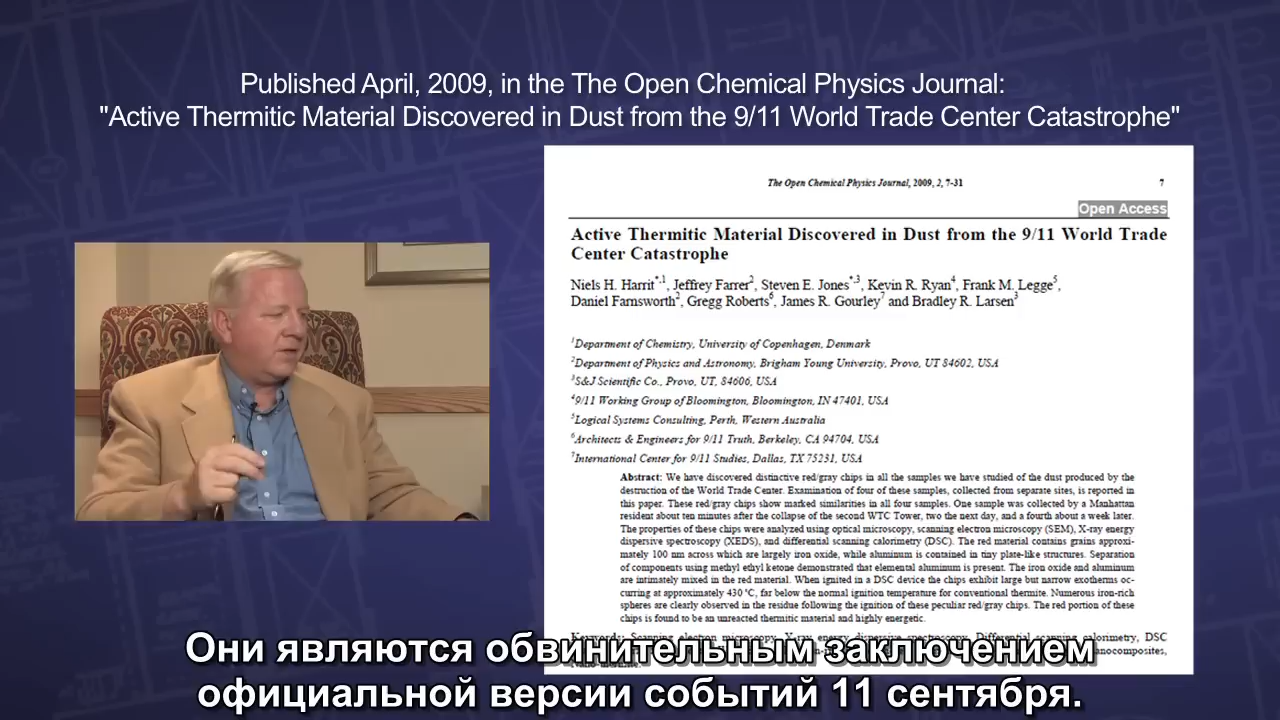 Published April, 2009, in the The Open Chemical Physics Journal:
"Active Thermitic Material Discovered in Dust from the 9/11 World Trade Center Catastrophe"
The Open Chemical Physics Journal, 2009, 2, 7-31
7
Open Access
Active Thermitic Material Discovered in Dust from the 9/11 World Trade
Center Catastrophe
Niels H. Harrit*,1, Jeffrey Farrer2, Steven E. Jones*,3, Kevin R. Ryan4, Frank M. Legge5,
Daniel Farnsworth2, Gregg Roberts6, James R. Gourley7 and Bradley R. Larsen3
1Department of Chemistry, University of Copenhagen, Denmark
2Department of Physics and Astronomy, Brigham Young University, Provo, UT 84602, USA
3S&J Scientific Co., Provo, UT, 84606, USA
49/11 Working Group of Bloomington, Bloomington, IN 47401, USA
5Logical Systems Consulting, Perth, Western Australia
6Architects & Engineers for 9/11 Truth, Berkeley, CA 94704, USA
7International Center for 9/11 Studies, Dallas, TX 75231, USA
Abstract: We have discovered distinctive red/gray chips in all the samples we have studied of the dust produced by the
destruction of the World Trade Center. Examination of four of these samples, collected from separate sites, is reported in
this paper. These red/gray chips show marked similarities in all four samples. One sample was collected by a Manhattan
resident about ten minutes after the collapse of the second WTC Tower, two the next day, and a fourth about a week later.
The properties of these chips were analyzed using optical microscopy, scanning electron microscopy (SEM), X-ray energy
dispersive spectroscopy (XEDS), and differential scanning calorimetry (DSC). The red material contains grains approxi-
mately 100 nm across which are largely iron oxide, while aluminum is contained in tiny plate-like structures. Separation
of components using methyl ethyl ketone demonstrated that elemental aluminum is present. The iron oxide and aluminum
are intimately mixed in the red material. When ignited in a DSC device the chips exhibit large but narrow exotherms oc-
curring at approximately 430 °C, far below the normal ignition temperature for conventional thermite. Numerous iron-rich
spheres are clearly observed in the residue following the ignition of these peculiar red/gray chips. The red portion of these
chips is found to be an unreacted thermitic material and highly energetic.
Keywords: Scanning electron microscopy, X-ray energy dispersive spectroscopy, Differential scanning calorimetry, DSC
Они являются обвинительным заключением
официальной версии событий 11 сентября.